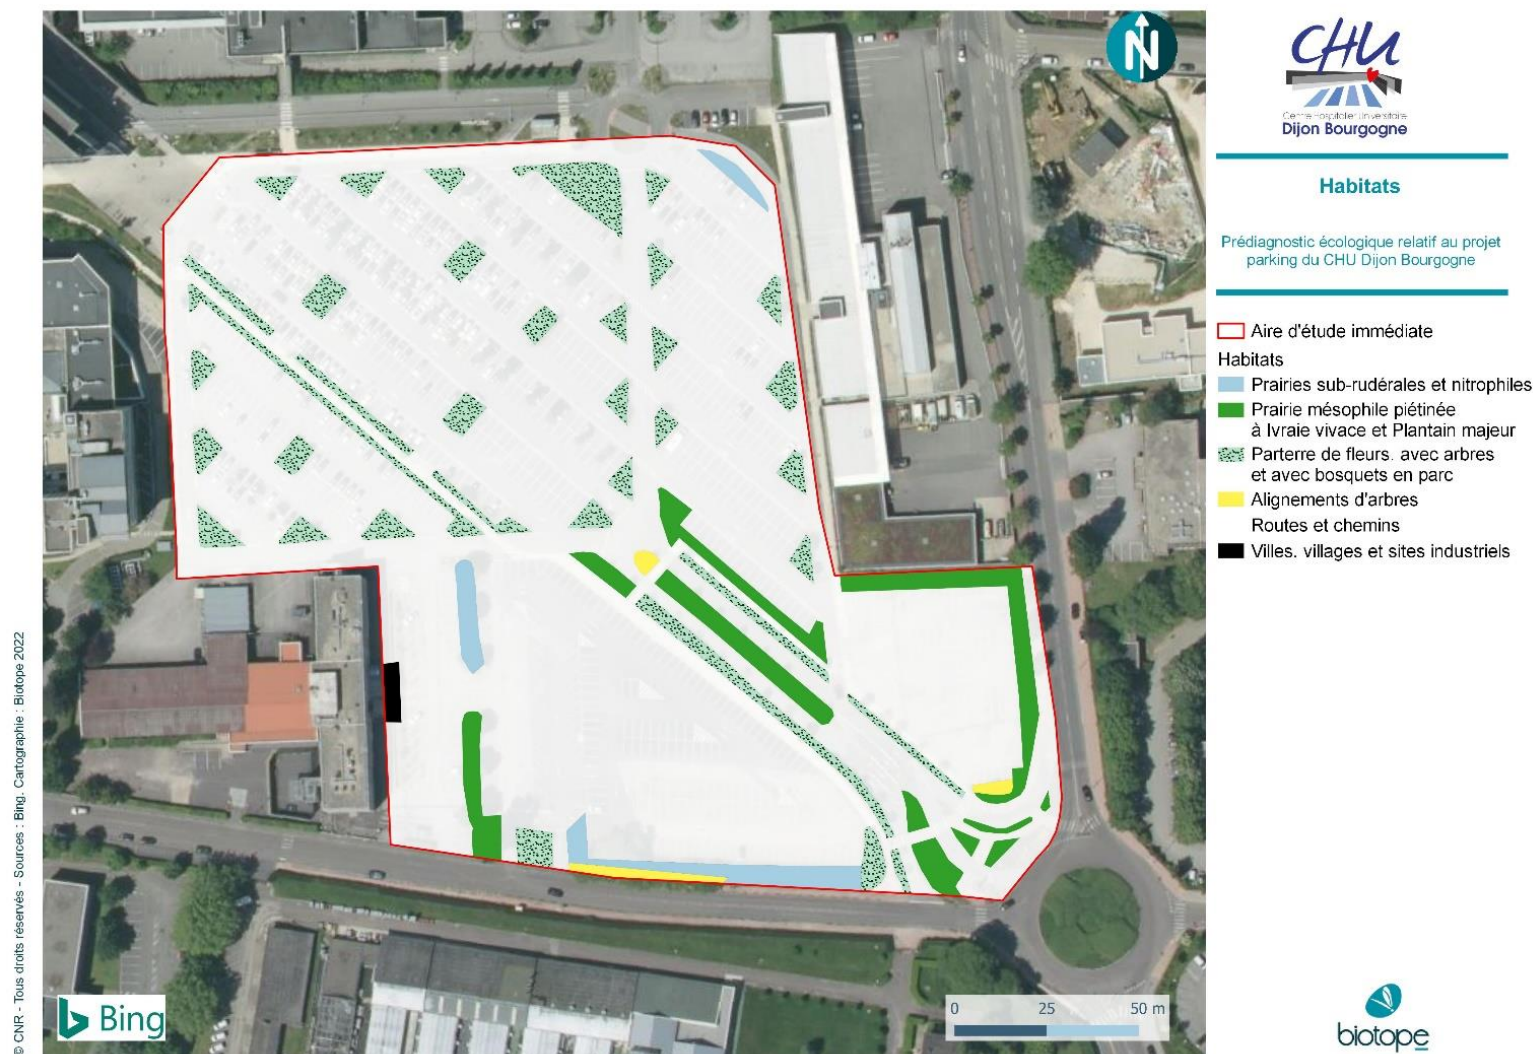 N
CHU
Centre Hospitalier Universitaire
Dijon Bourgogne
Habitats
Prédiagnostic écologique relatif au projet
parking du CHU Dijon Bourgogne
Aire d'étude immédiate
Habitats
Prairies sub-rudérales et nitrophiles
Prairie mésophile piétinée
à Ivraie vivace et Plantain majeur
Parterre de fleurs. avec arbres
et avec bosquets en parc
Alignements d'arbres
Routes et chemins
Villes. villages et sites industriels
© CNR - Tous droits réservés - Sources : Bing. Cartographie : Biotope 2022
Bing
0 25 50 m
biotope